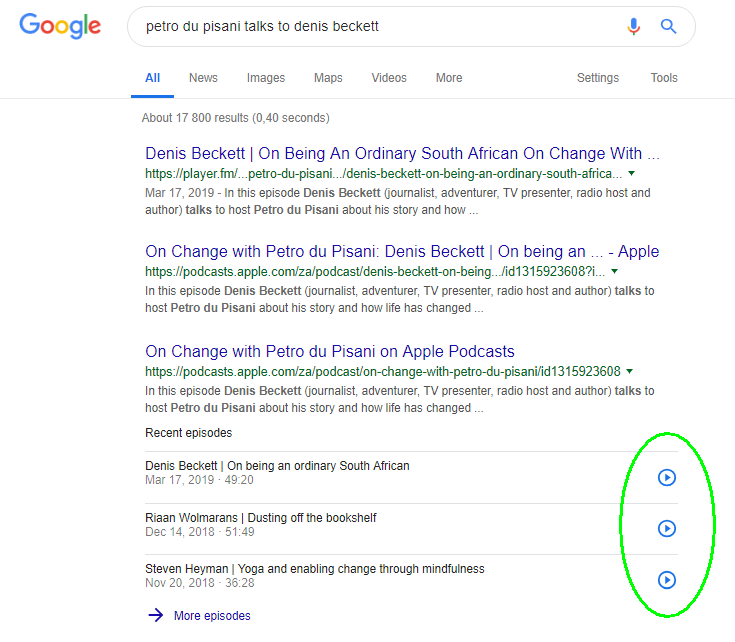 Google
petro du pisani talks to denis beckett
All News Images Maps Videos More Settings Tools
About 17 800 results (0,40 seconds)
Denis Beckett | On Being An Ordinary South African On Change With ...
https://player.fm/...petro-du-pisani.../denis-beckett-on-being-an-ordinary-south-africa...
Mar 17, 2019 - In this episode Denis Beckett (journalist, adventurer, TV presenter, radio host and
author) talks to host Petro du Pisani about his story and how ...
On Change with Petro du Pisani: Denis Beckett | On being an ... - Apple
https://podcasts.apple.com/za/podcast/denis-beckett-on-being.../id1315923608?i...
In this episode Denis Beckett (journalist, adventurer, TV presenter, radio host and author) talks to
host Petro du Pisani about his story and how life has changed ...
On Change with Petro du Pisani on Apple Podcasts
https://podcasts.apple.com/za/podcast/on-change-with-petro-du-pisani/id1315923608
In this episode Denis Beckett (journalist, adventurer, TV presenter, radio host and author) talks to
host Petro du Pisani about his story and how life has changed ...
Recent episodes
Denis Beckett | On being an ordinary South African
Mar 17, 2019 · 49:20
Riaan Wolmarans | Dusting off the bookshelf
Dec 14, 2018 · 51:49
Steven Heyman | Yoga and enabling change through mindfulness
Nov 20, 2018 · 36:28
More episodes